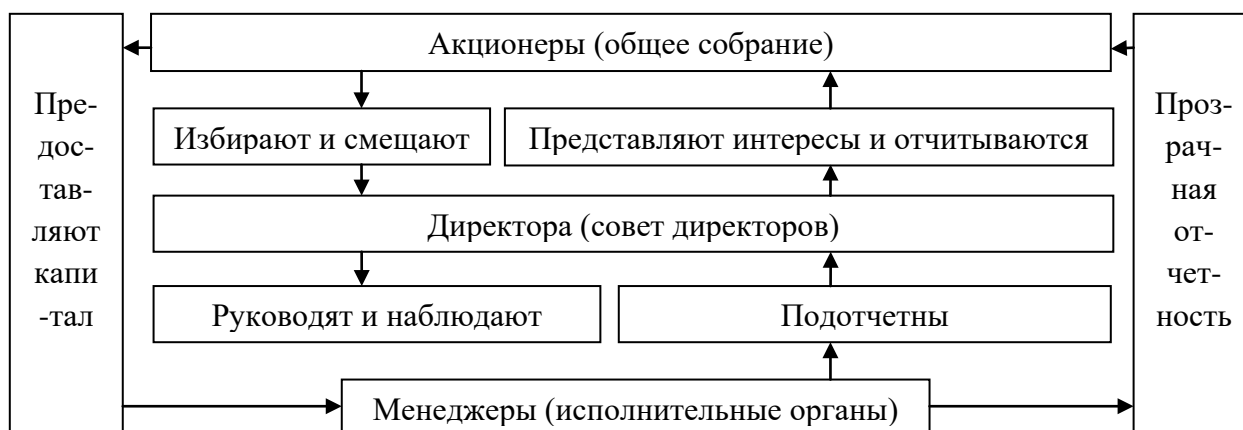 Акционеры (общее собрание)
Пре-
дос-
тав-
ляют
капи
-тал
Избирают и смещают
Представляют интересы и отчитываются
Директора (совет директоров)
Руководят и наблюдают
Подотчетны
Менеджеры (исполнительные органы)
Проз-
рач-
ная
от-
чет-
ность